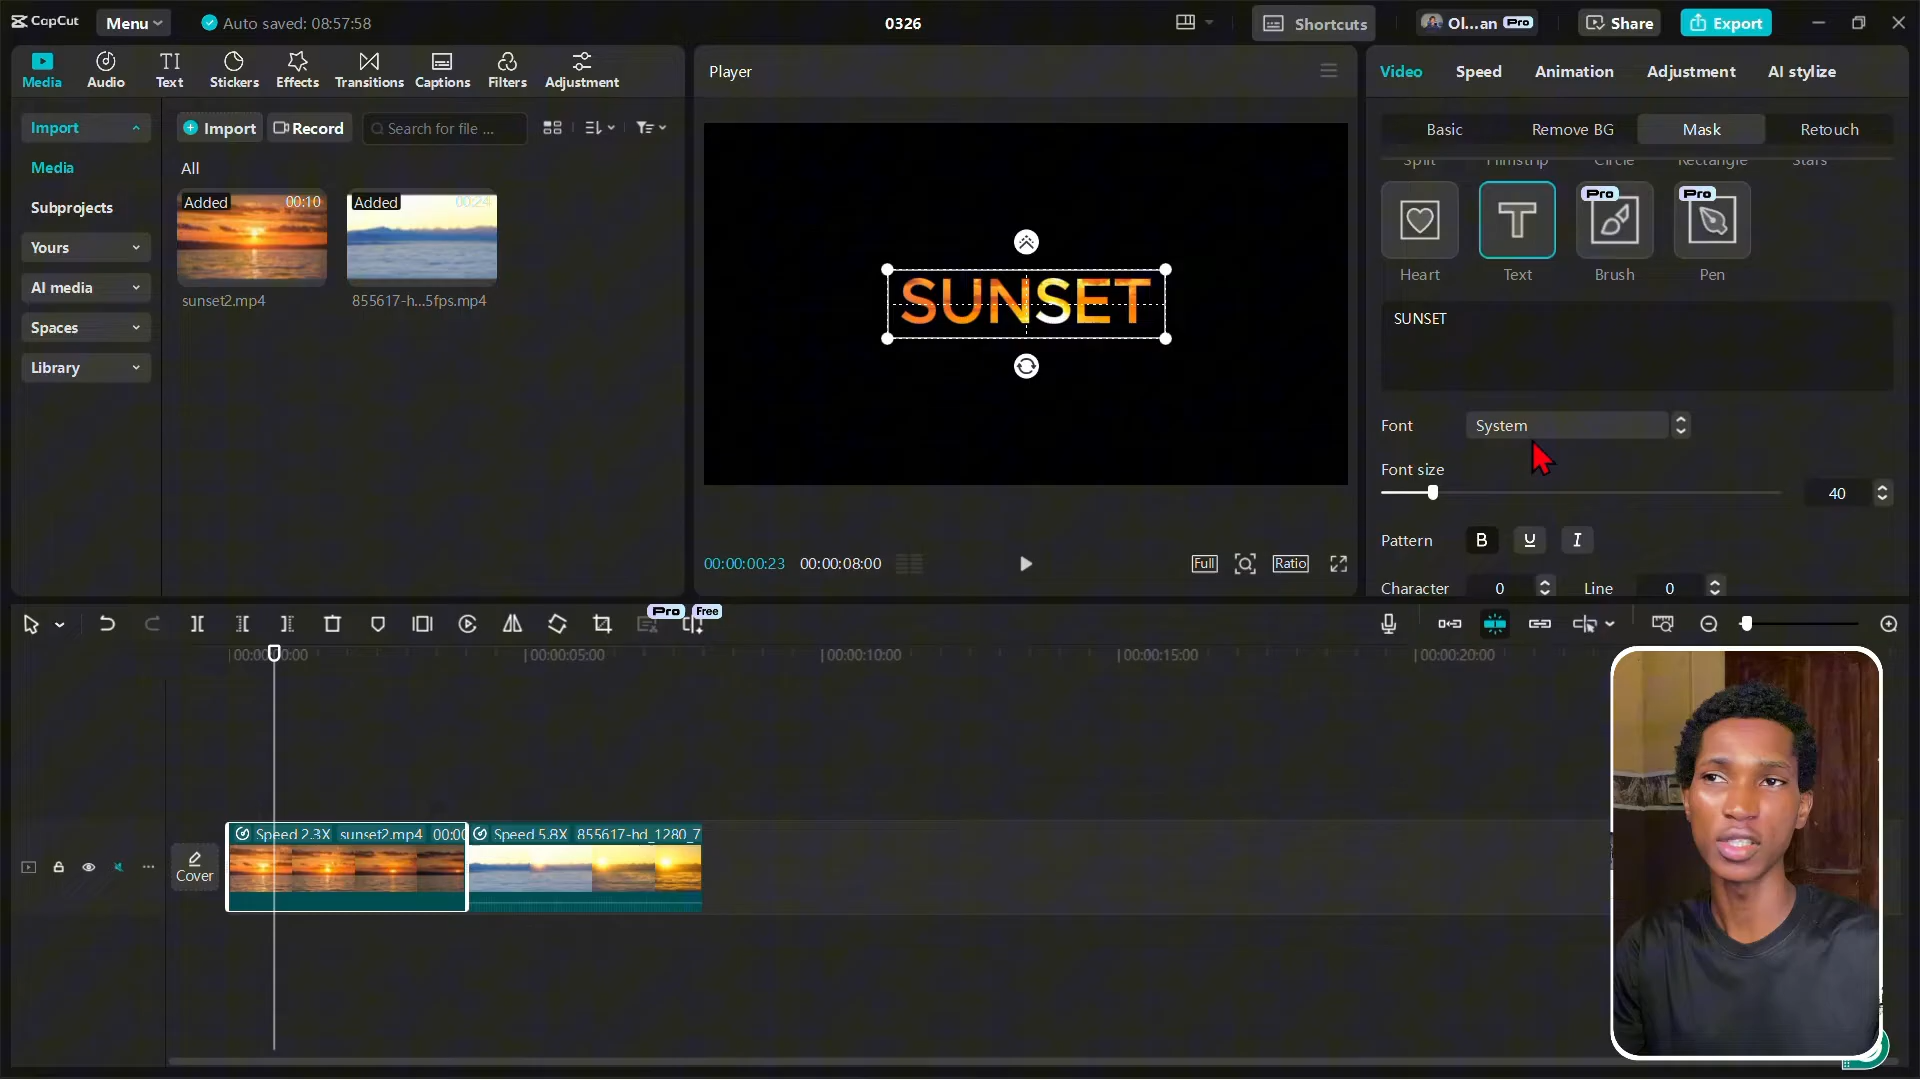 CapCut
Menu
Auto saved: 08:57:58
0326
Shortcuts
Ol...an
Pro
Share
Export
Media
Audio
Text
Stickers
Effects
Transitions
Captions
Filters
Adjustment
Import
Media
Subprojects
Yours
AI media
Spaces
Library
Import
Record
Search for file ...
All
Added
00:10
sunset2.mp4
Added
00:24
855617-h...5fps.mp4
Player
SUNSET
00:00:00:23
00:00:08:00
Full
Ratio
Video
Speed
Animation
Adjustment
AI stylize
Basic
Remove BG
Mask
Retouch
Split
Filmstrip
Circle
Rectangle
Stars
Pro
Pro
Heart
Text
Brush
Pen
SUNSET
Font
System
Font size
40
Pattern
B
U
I
Character
0
Line
0
Pro
Free
00:00:05:00
00:00:10:00
00:00:15:00
00:00:20:00
Cover
Speed 2.3X sunset2.mp4 00:00
Speed 5.8X 855617-hd_1280_7